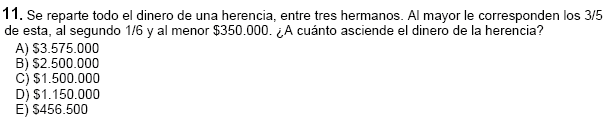 11. Se reparte todo el dinero de una herencia, entre tres hermanos. Al mayor le corresponden los 3/5
de esta, al segundo 1/6 y al menor $350.000. ¿A cuánto asciende el dinero de la herencia?
A) $3.575.000
B) $2.500.000
C) $1.500.000
D) $1.150.000
E) $456.500